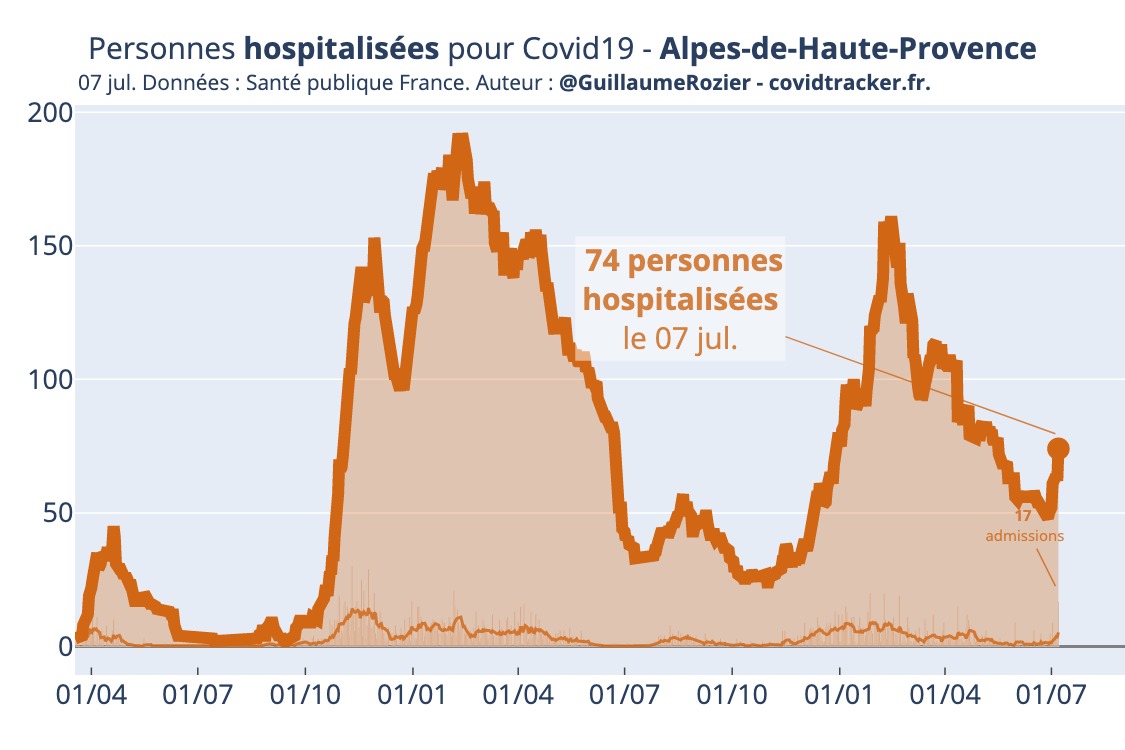 Personnes hospitalisées pour Covid19 - Alpes-de-Haute-Provence
07 jul. Données : Santé publique France. Auteur : @GuillaumeRozier - covidtracker.fr.
200
150
100
50
0
74 personnes
hospitalisées
le 07 jul.
17
admissions
01/04 01/07 01/10 01/01 01/04 01/07 01/10 01/01 01/04 01/07